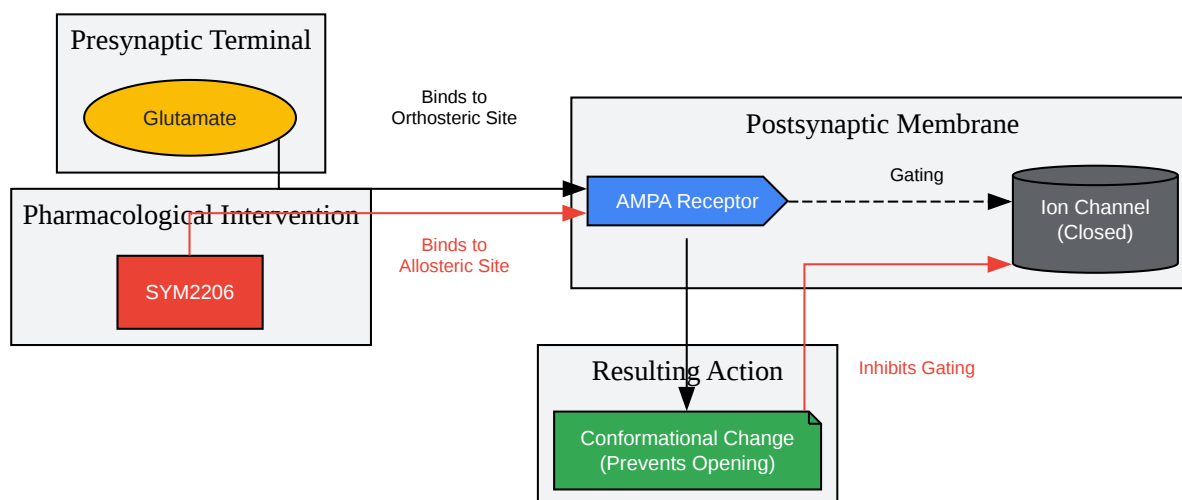 Presynaptic Terminal
Glutamate
Binds to
Orthosteric Site
Postsynaptic Membrane
AMPA Receptor
Gating
Ion Channel
(Closed)
Pharmacological Intervention
SYM2206
Binds to
Allosteric Site
Resulting Action
Conformational Change
(Prevents Opening)
Inhibits Gating